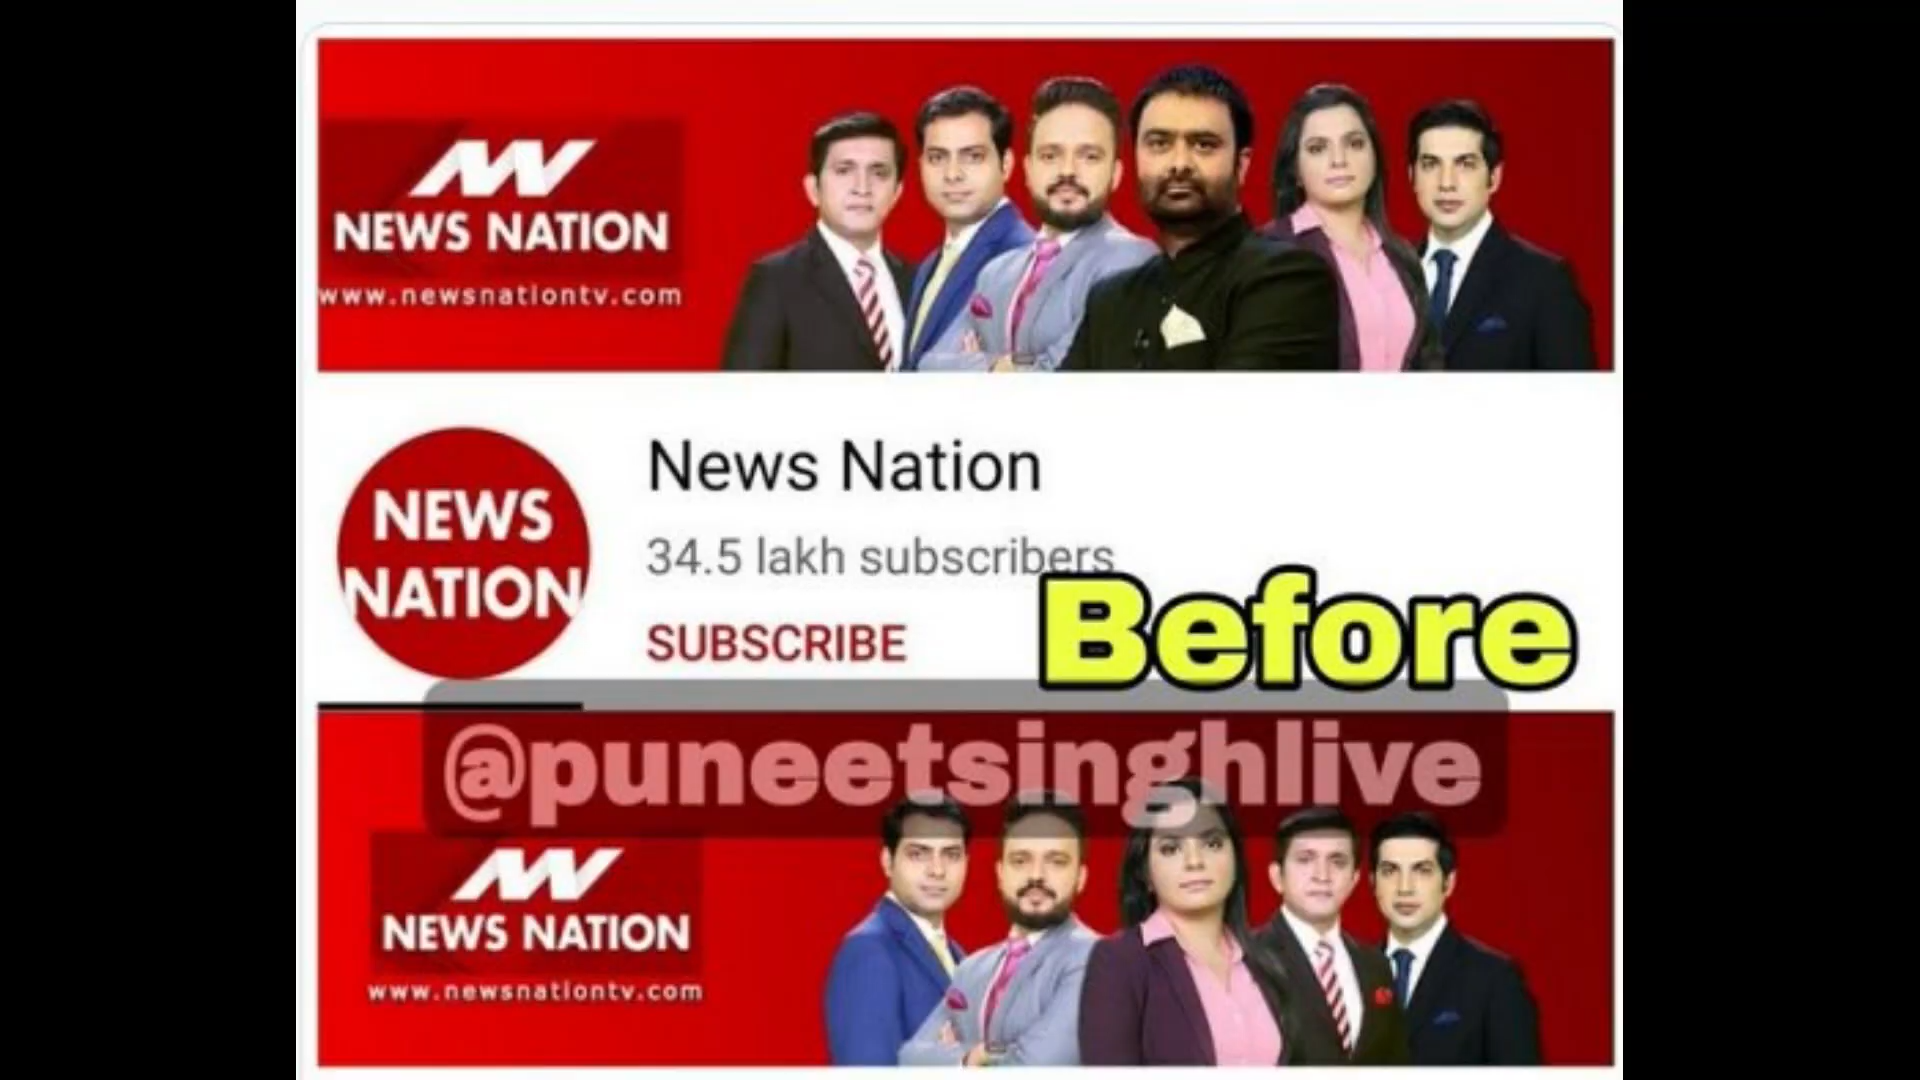 NEWS NATION
www.newsnationtv.com
NEWS
NATION
News Nation
34.5 lakh subscribers
SUBSCRIBE
Before
@puneetsinghlive
NEWS NATION
www.newsnationtv.com